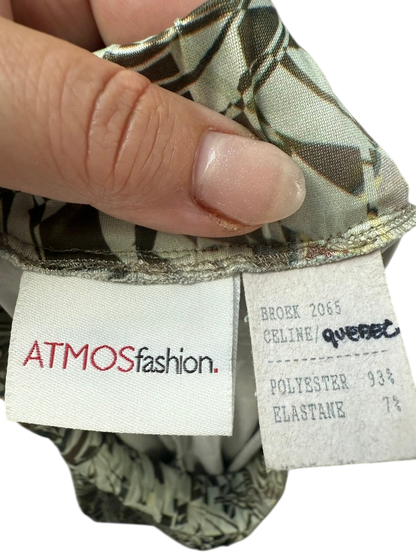 ATMOSfashion.
BROEK 2065
CELINE/QUEBEC
POLYESTER 93%
ELASTANE 7%